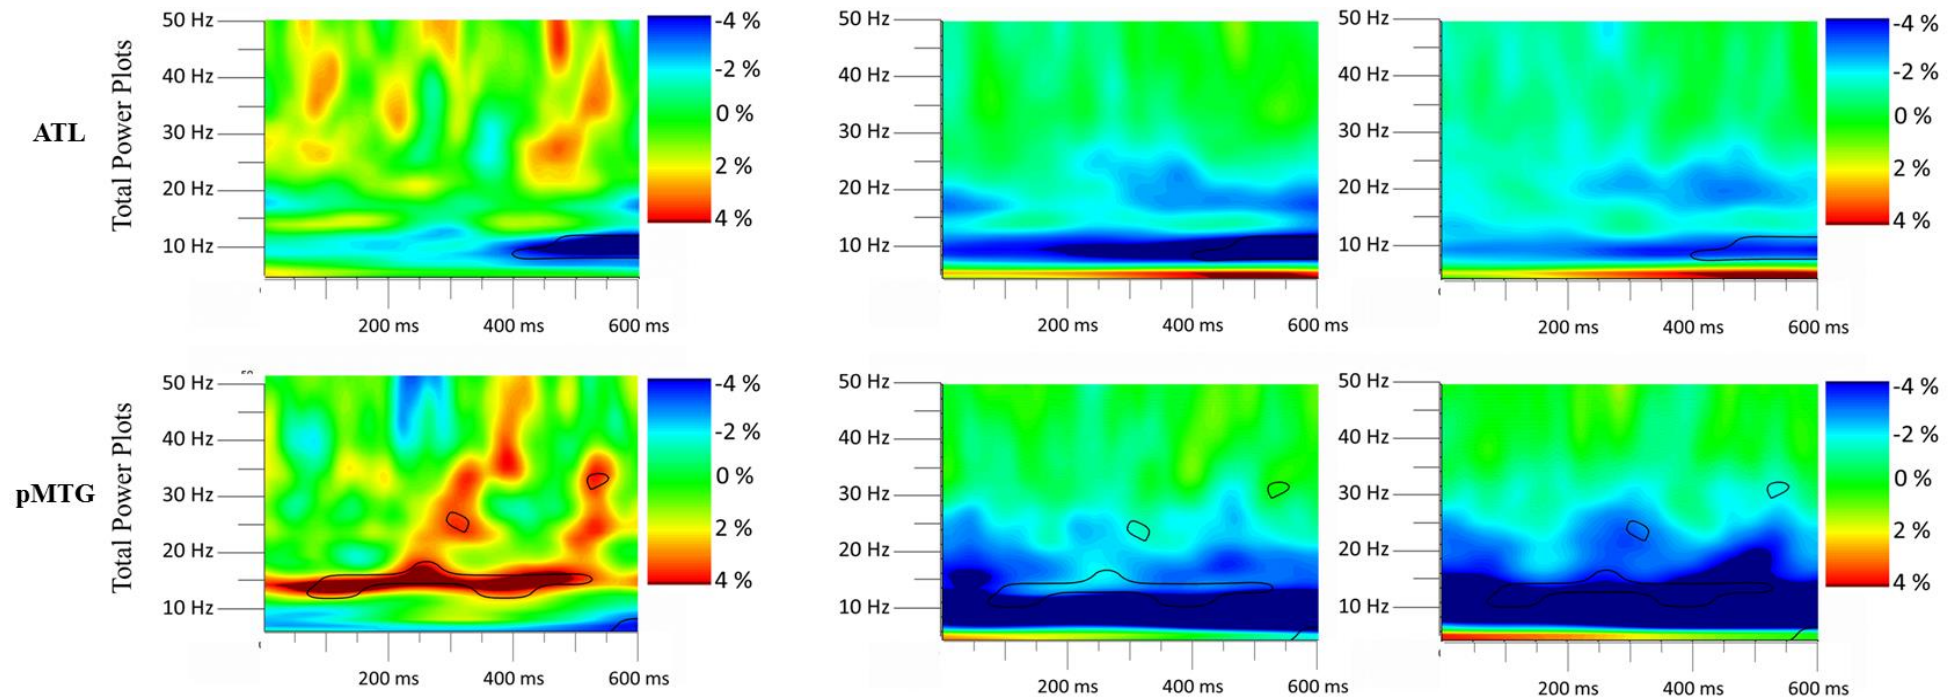 ATL
Total Power Plots
50 Hz
40 Hz
30 Hz
20 Hz
10 Hz
200 ms
400 ms
600 ms
-4 %
-2 %
0 %
2 %
4 %
50 Hz
40 Hz
30 Hz
20 Hz
10 Hz
200 ms
400 ms
600 ms
50 Hz
40 Hz
30 Hz
20 Hz
10 Hz
200 ms
400 ms
600 ms
-4 %
-2 %
0 %
2 %
4 %
pMTG
Total Power Plots
50 Hz
40 Hz
30 Hz
20 Hz
10 Hz
200 ms
400 ms
600 ms
-4 %
-2 %
0 %
2 %
4 %
50 Hz
40 Hz
30 Hz
20 Hz
10 Hz
200 ms
400 ms
600 ms
50 Hz
40 Hz
30 Hz
20 Hz
10 Hz
200 ms
400 ms
600 ms
-4 %
-2 %
0 %
2 %
4 %